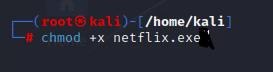 ┌──(root㉿kali)-[/home/kali]
└─# chmod +x netflix.exe